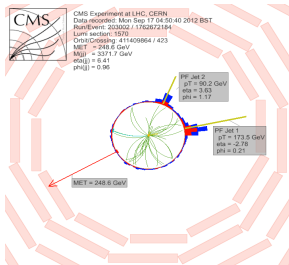 CMS
CMS Experiment at LHC, CERN
Data recorded: Mon Sep 17 04:50:40 2012 BST
Run/Event: 203002 / 1762672184
Lumi section: 1570
Orbit/Crossing: 411409864 / 423
MET = 248.6 GeV
M(jj) = 3371.7 GeV
eta(jj) = 6.41
phi(jj) = 0.96
PF Jet 2
pT = 90.2 GeV
eta = 3.63
phi = 1.17
PF Jet 1
pT = 173.5 GeV
eta = -2.78
phi = 0.21
MET = 248.6 GeV